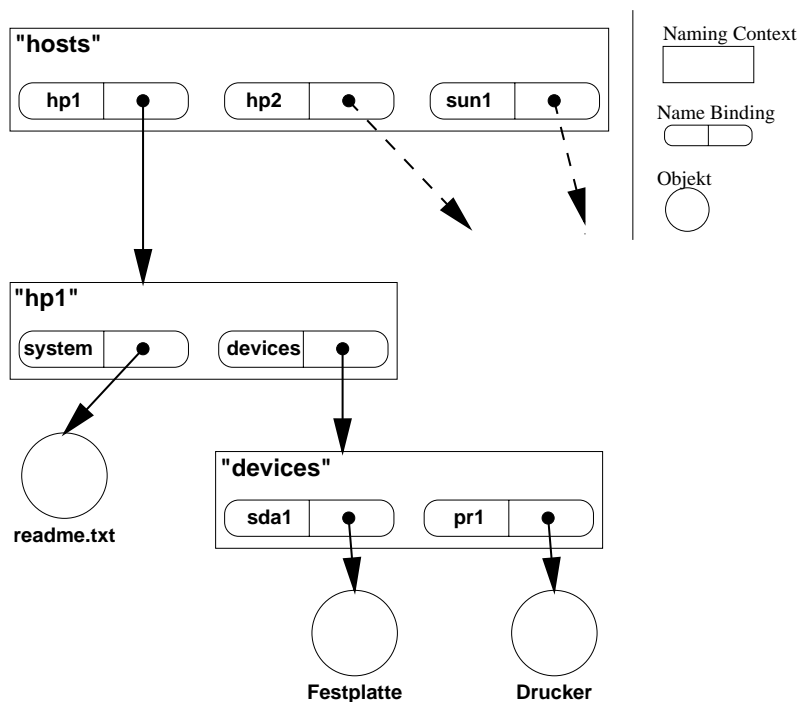 "hosts"
hp1
hp2
sun1
Naming Context
Name Binding
Objekt
"hp1"
system
devices
readme.txt
"devices"
sda1
pr1
Festplatte
Drucker